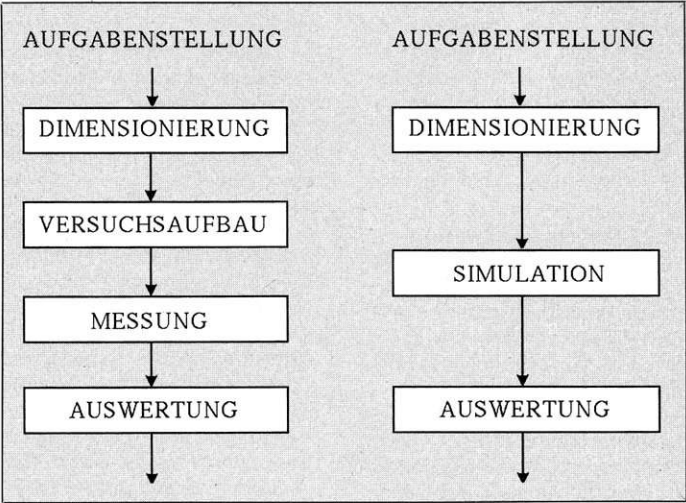 AUFGABENSTELLUNG
DIMENSIONIERUNG
VERSUCHSAUFBAU
MESSUNG
AUSWERTUNG
AUFGABENSTELLUNG
DIMENSIONIERUNG
SIMULATION
AUSWERTUNG